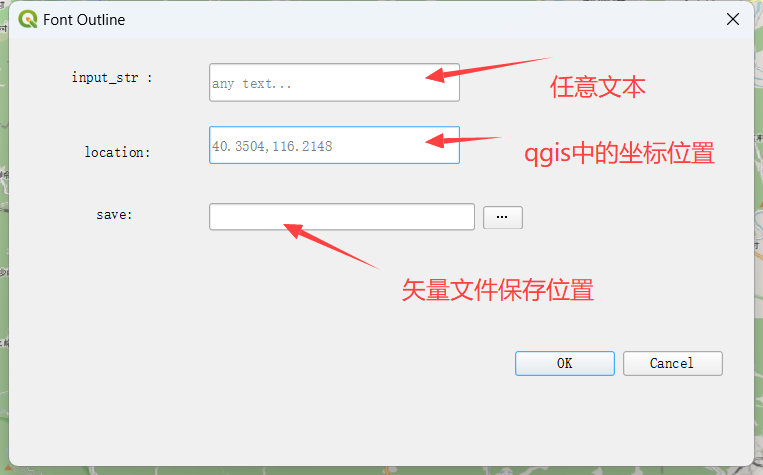 Font Outline
input_str :
any text...
任意文本
location:
40.3504,116.2148
qgis中的坐标位置
save:
...
矢量文件保存位置
OK
Cancel